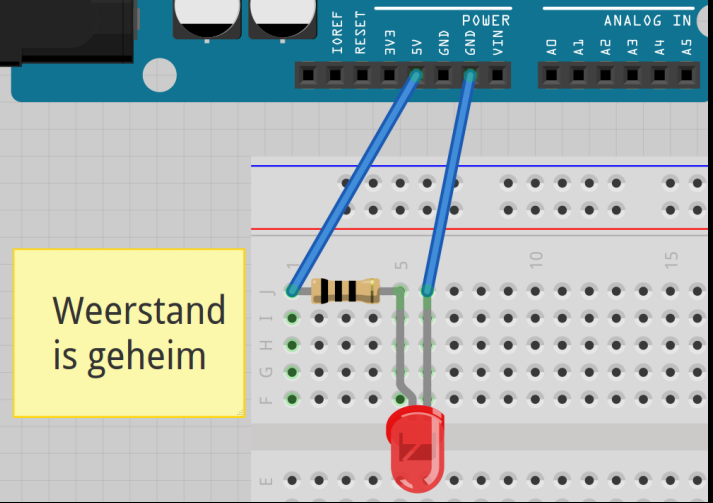 POWER
ANALOG IN
IOREF
RESET
3V3
5V
GND
GND
VIN
A0
A1
A2
A3
A4
A5
1
5
10
15
J
I
H
G
F
E
Weerstand
is geheim